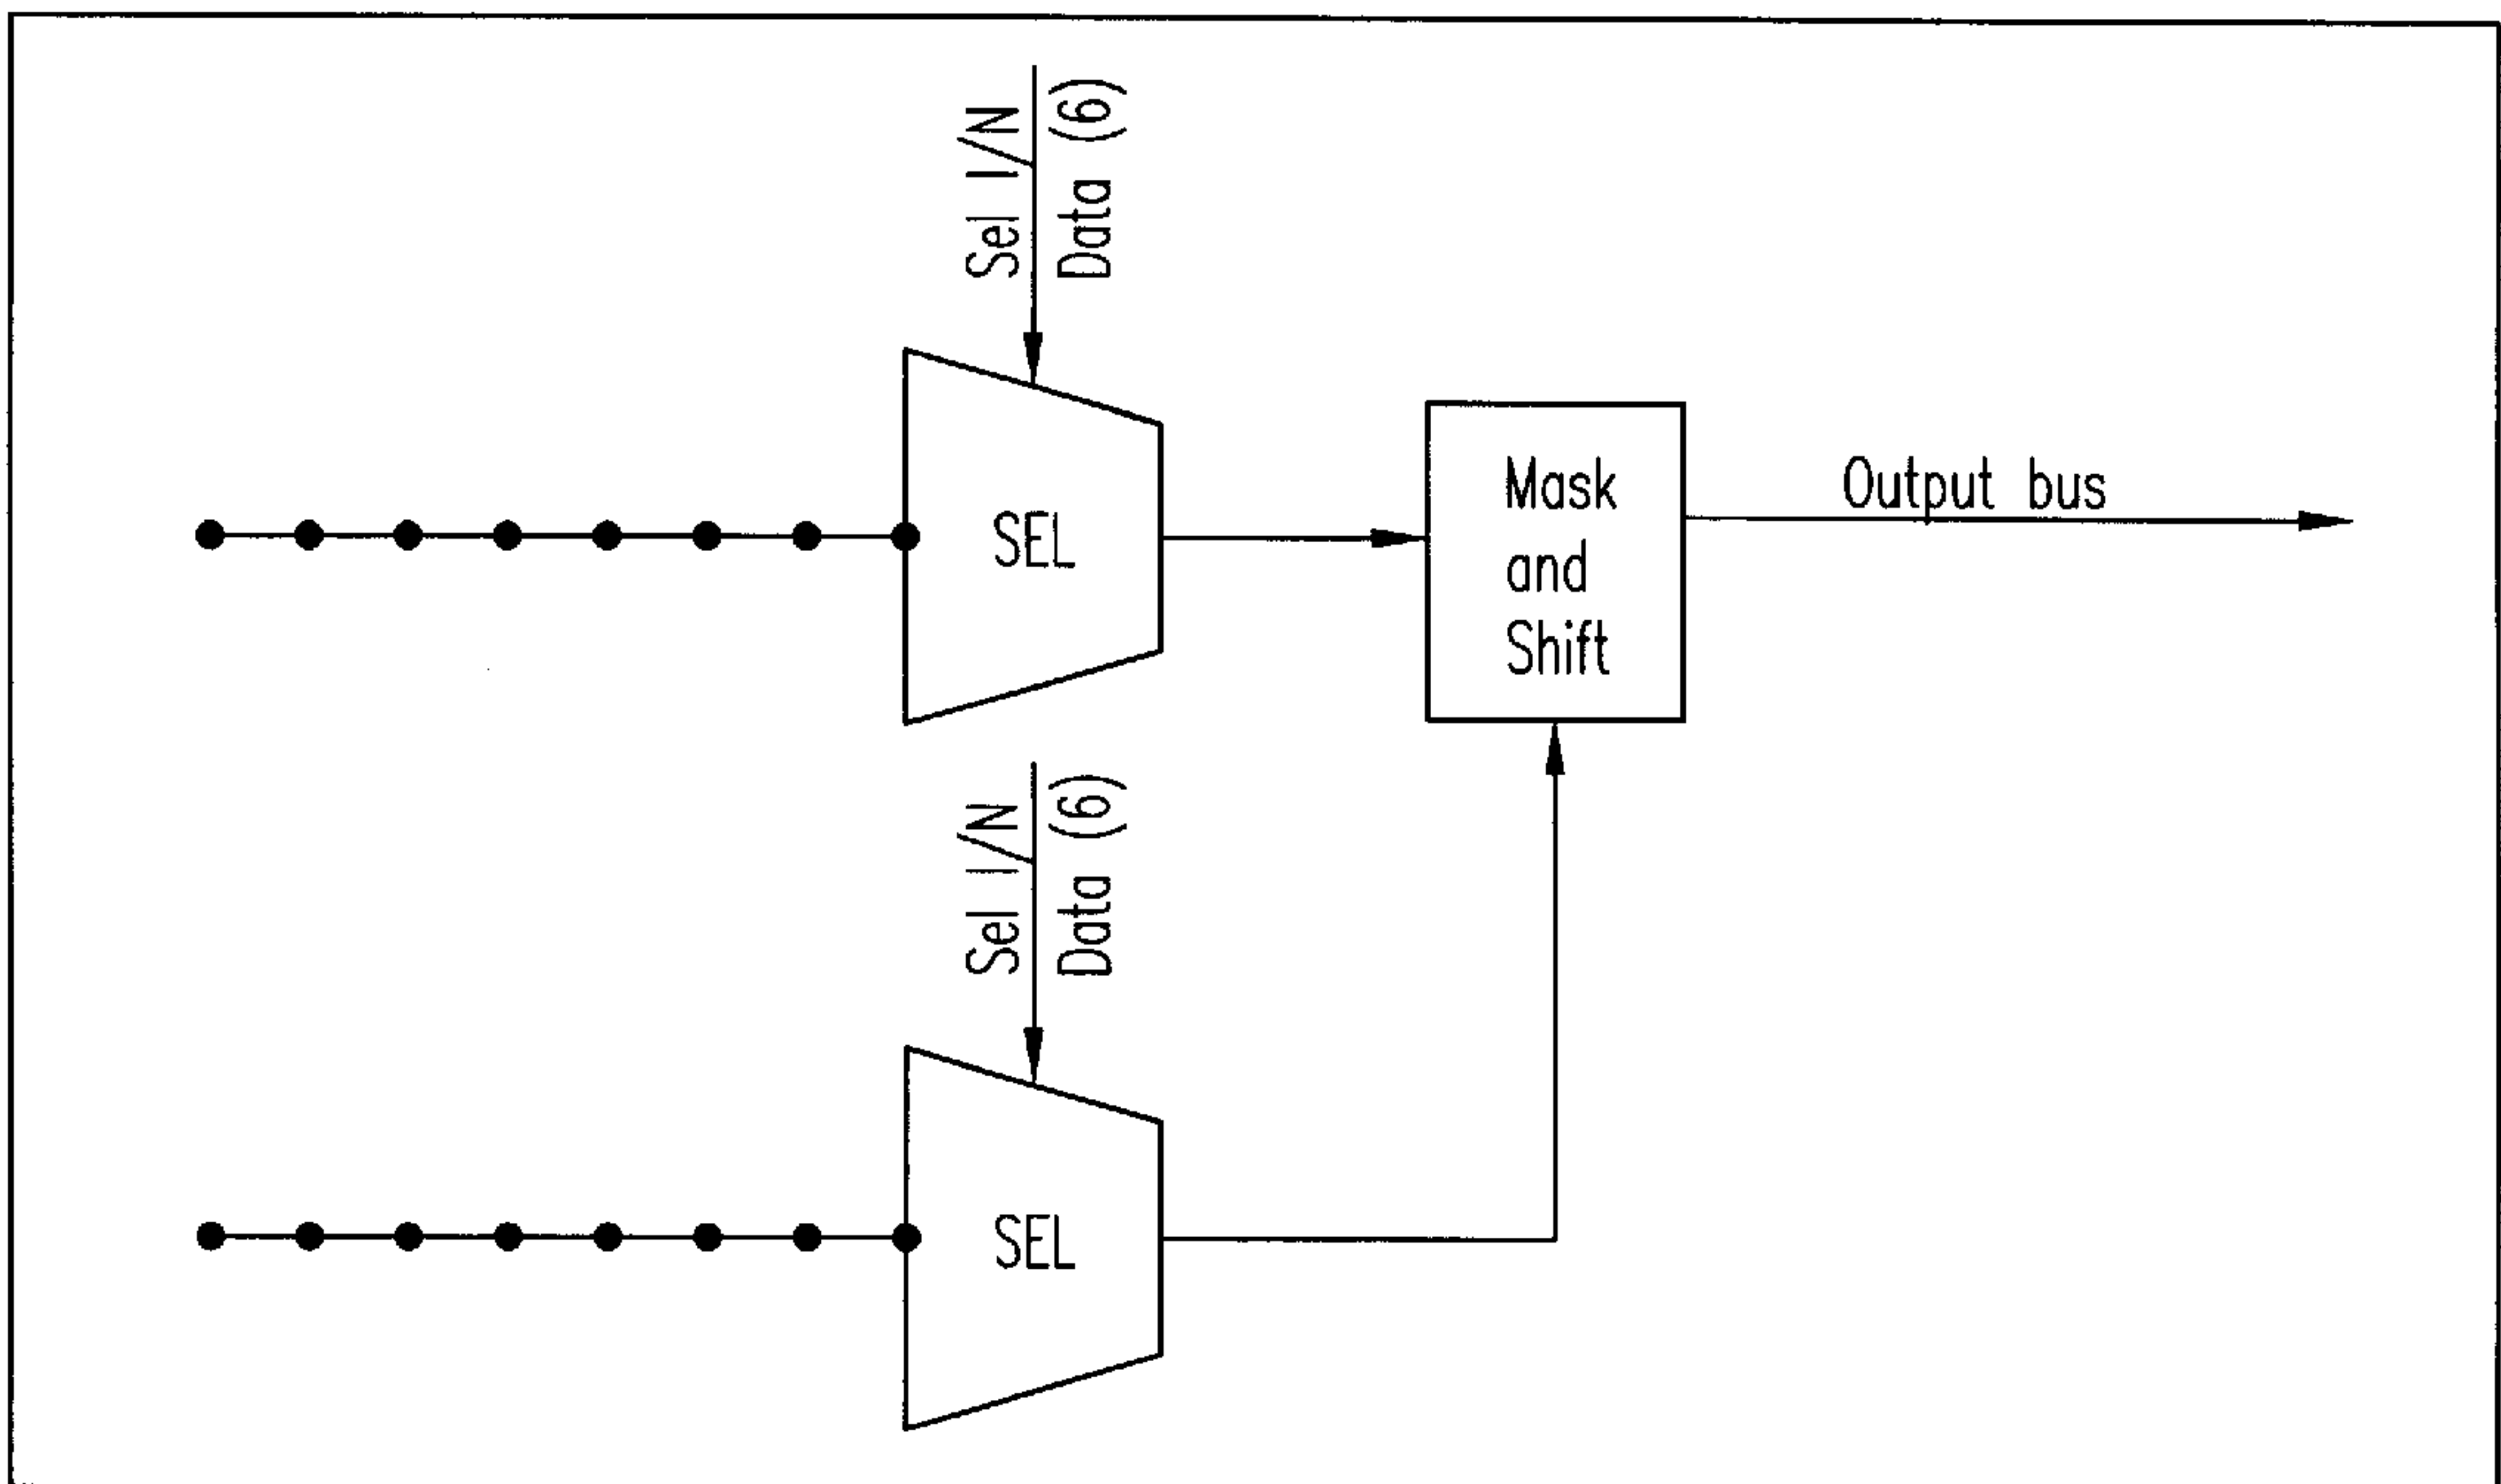 Sel I/N
Data (6)
SEL
Mask
and
Shift
Output bus
Sel I/N
Data (6)
SEL